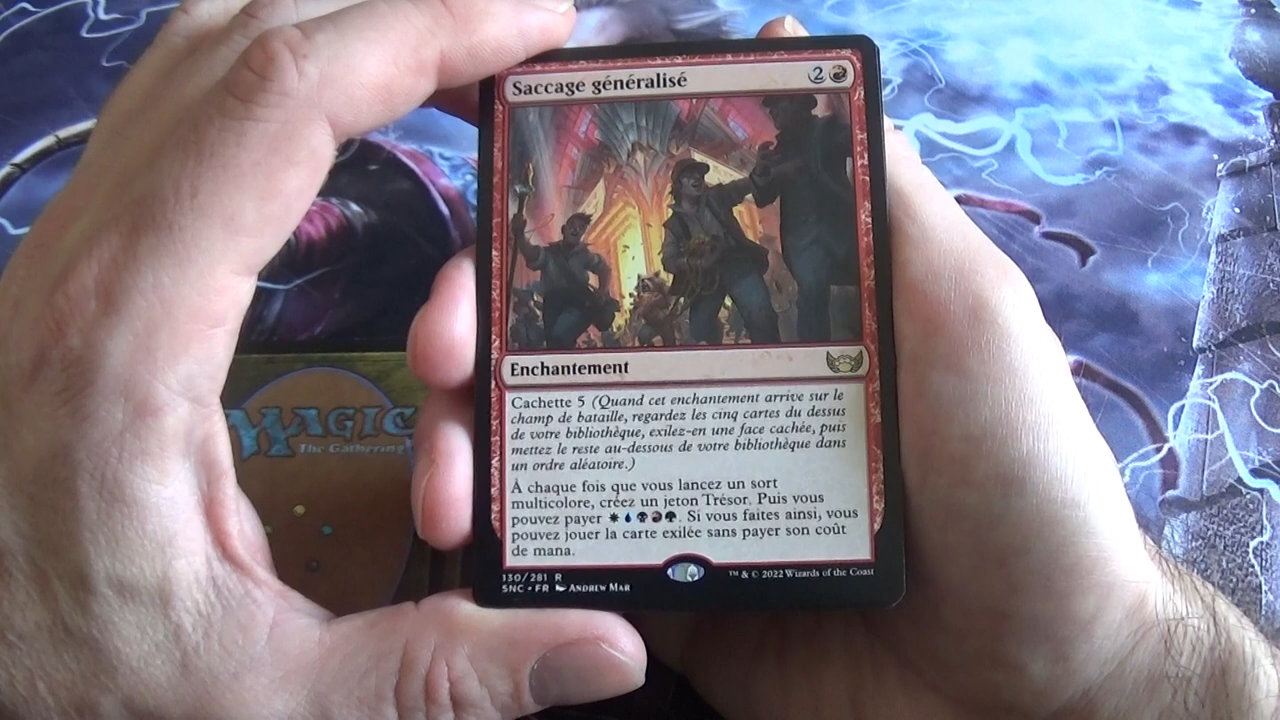 Saccage généralisé 2
Enchantement
Cachette 5 (Quand cet enchantement arrive sur le
champ de bataille, regardez les cinq cartes du dessus
de votre bibliothèque, exilez-en une face cachée, puis
mettez le reste au-dessous de votre bibliothèque dans
un ordre aléatoire.)
À chaque fois que vous lancez un sort
multicolore, créez un jeton Trésor. Puis vous
pouvez payer . Si vous faites ainsi, vous
pouvez jouer la carte exilée sans payer son coût
de mana.
130/281 R
SNC • FR Andrew Mar
™ & © 2022 Wizards of the Coast
MAGIC
The Gathering